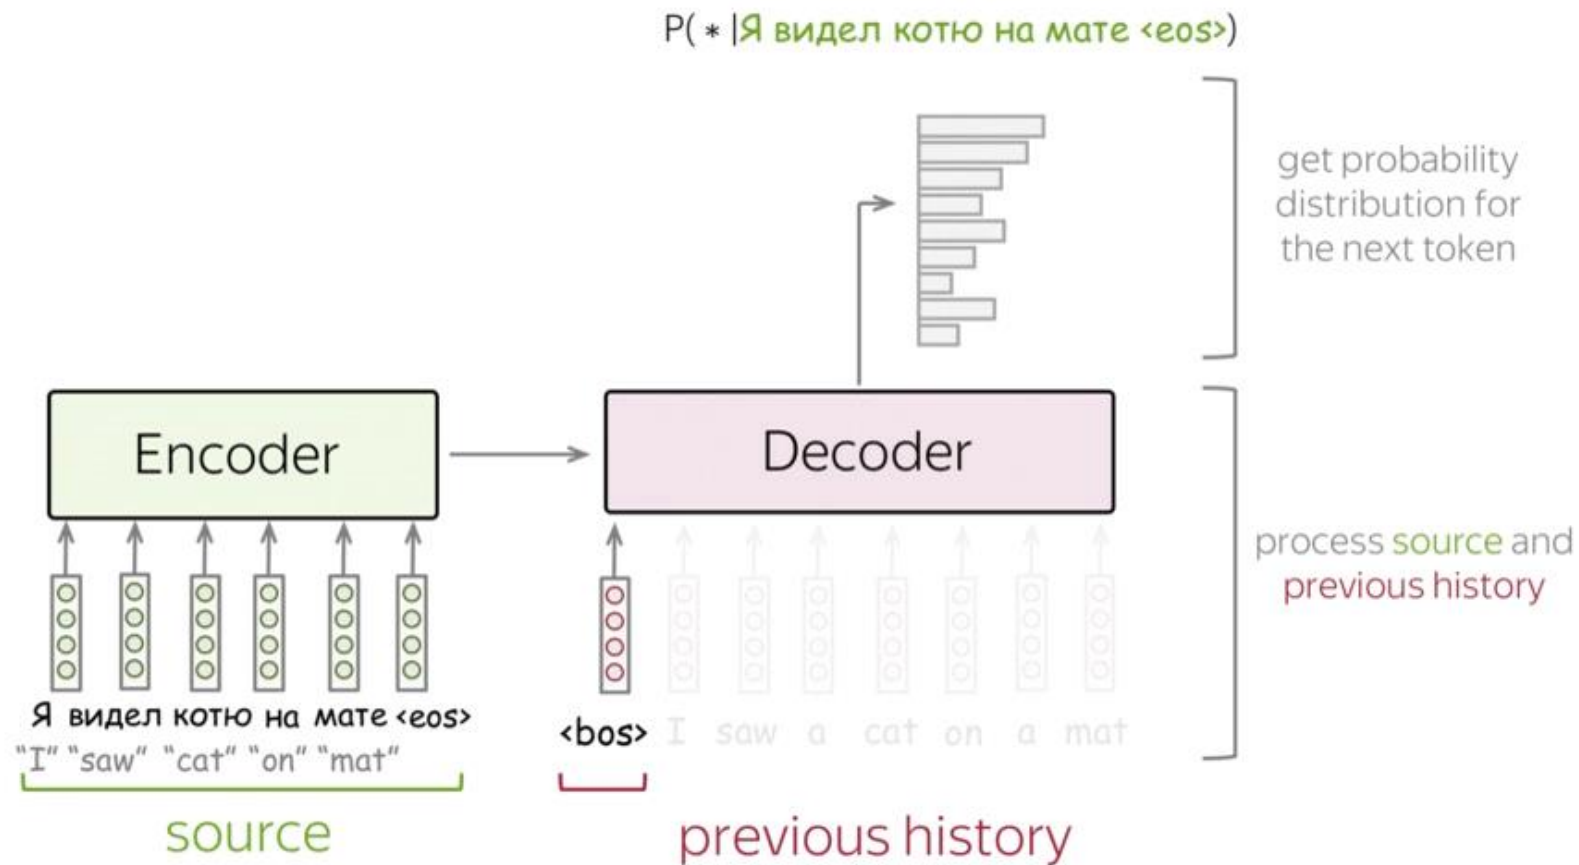 P( * |Я видел котю на мате <eos>)
get probability
distribution for
the next token
Encoder
Decoder
process source and
previous history
Я видел котю на мате <eos>
"I" "saw" "cat" "on" "mat"
<bos> I saw a cat on a mat
source
previous history